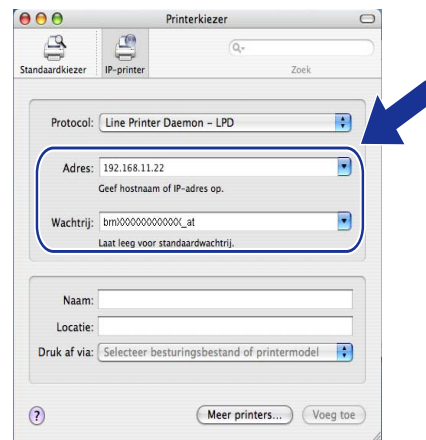 Printerkiezer
Standaardkiezer IP-printer Zoek
Protocol: Line Printer Daemon – LPD
Adres: 192.168.11.22
Geef hostnaam of IP-adres op.
Wachtrij: brnXXXXXXXXXXXX_at
Laat leeg voor standaardwachtrij.
Naam:
Locatie:
Druk af via: Selecteer besturingsbestand of printermodel
? Meer printers... Voeg toe